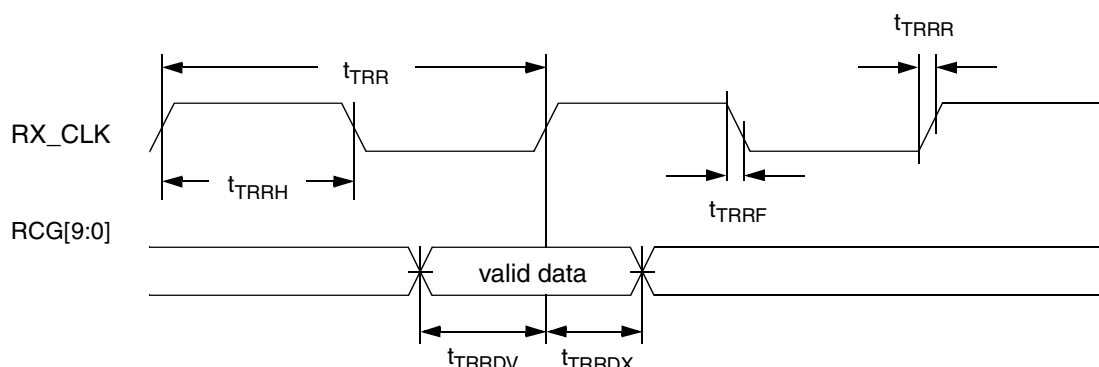 tTRRR
tTRR
RX_CLK
tTRRH
tTRRF
RCG[9:0]
valid data
tTRRDV
tTRRDX